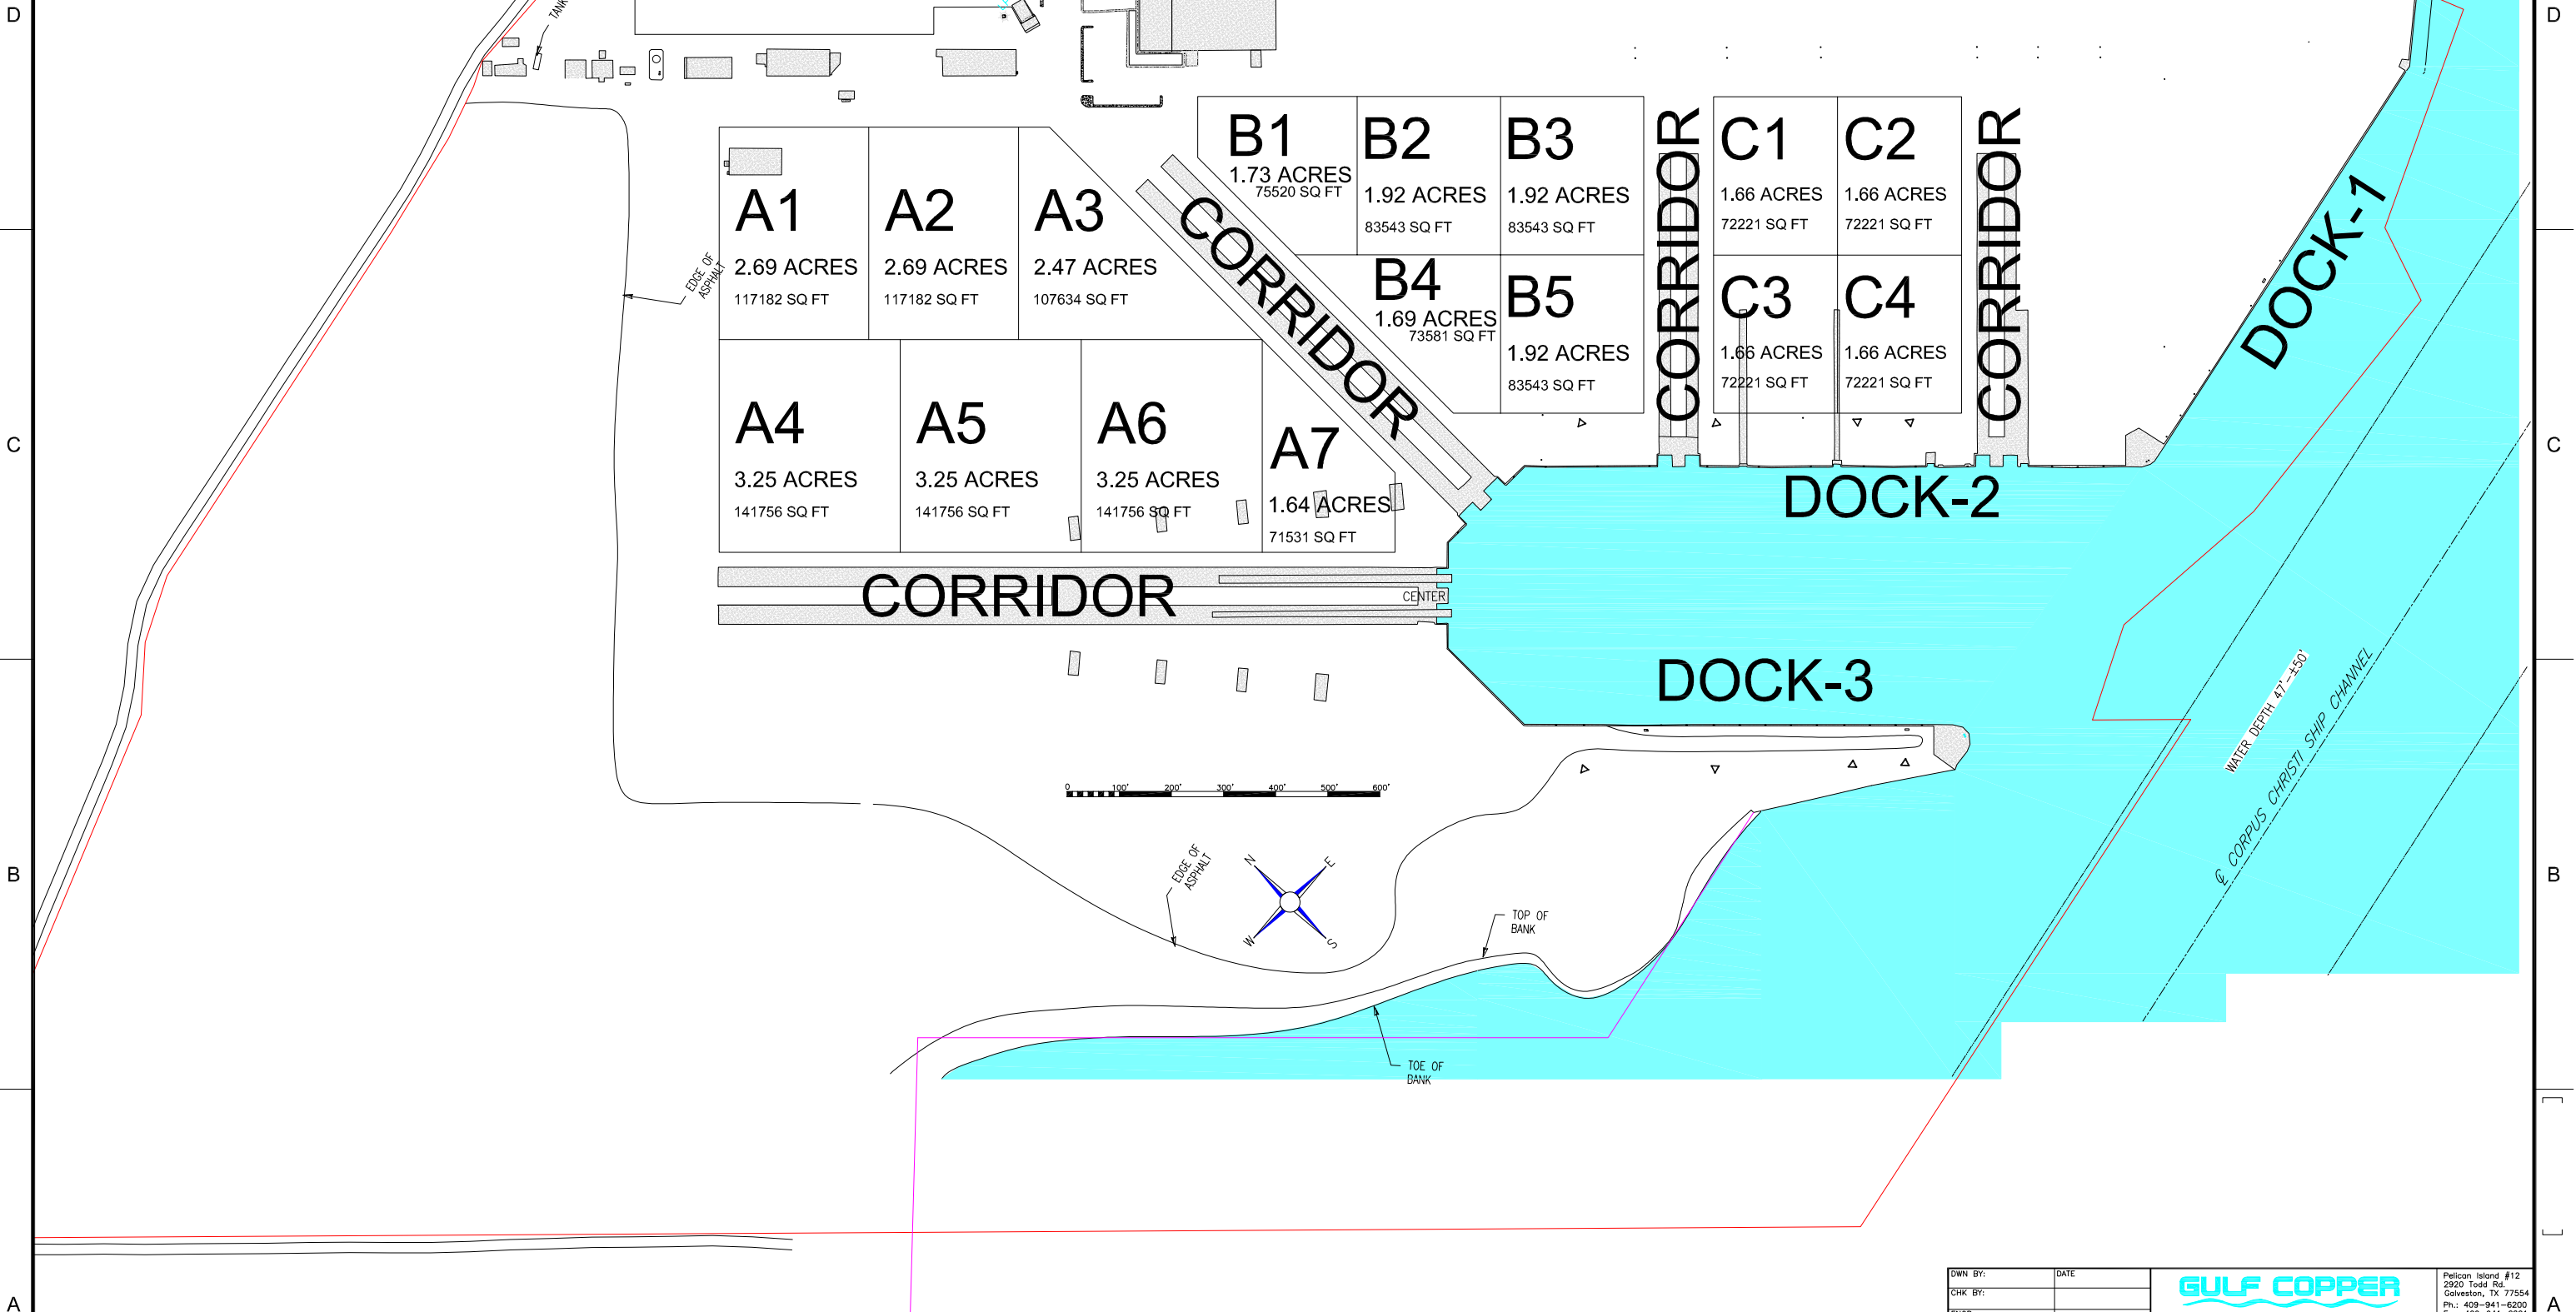 D
D
TANK
B1
1.73 ACRES
75520 SQ FT
B2
1.92 ACRES
83543 SQ FT
B3
1.92 ACRES
83543 SQ FT
CORRIDOR
C1
1.66 ACRES
72221 SQ FT
C2
1.66 ACRES
72221 SQ FT
CORRIDOR
DOCK-1
A1
2.69 ACRES
117182 SQ FT
A2
2.69 ACRES
117182 SQ FT
A3
2.47 ACRES
107634 SQ FT
CORRIDOR
EDGE OF
ASPHALT
B4
1.69 ACRES
73581 SQ FT
B5
1.92 ACRES
83543 SQ FT
C3
1.66 ACRES
72221 SQ FT
C4
1.66 ACRES
72221 SQ FT
C
C
A4
3.25 ACRES
141756 SQ FT
A5
3.25 ACRES
141756 SQ FT
A6
3.25 ACRES
141756 SQ FT
A7
1.64 ACRES
71531 SQ FT
DOCK-2
CORRIDOR
CENTER
DOCK-3
WATER DEPTH 47'-±50'
℄ CORPUS CHRISTI SHIP CHANNEL
0 100' 200' 300' 400' 500' 600'
B
B
EDGE OF
ASPHALT
N
E
W
S
TOP OF
BANK
TOE OF
BANK
DWN BY:
DATE
CHK BY:
GULF COPPER
Pelican Island #12
2920 Todd Rd.
Galveston, TX 77554
Ph.: 409-941-6200
A
A